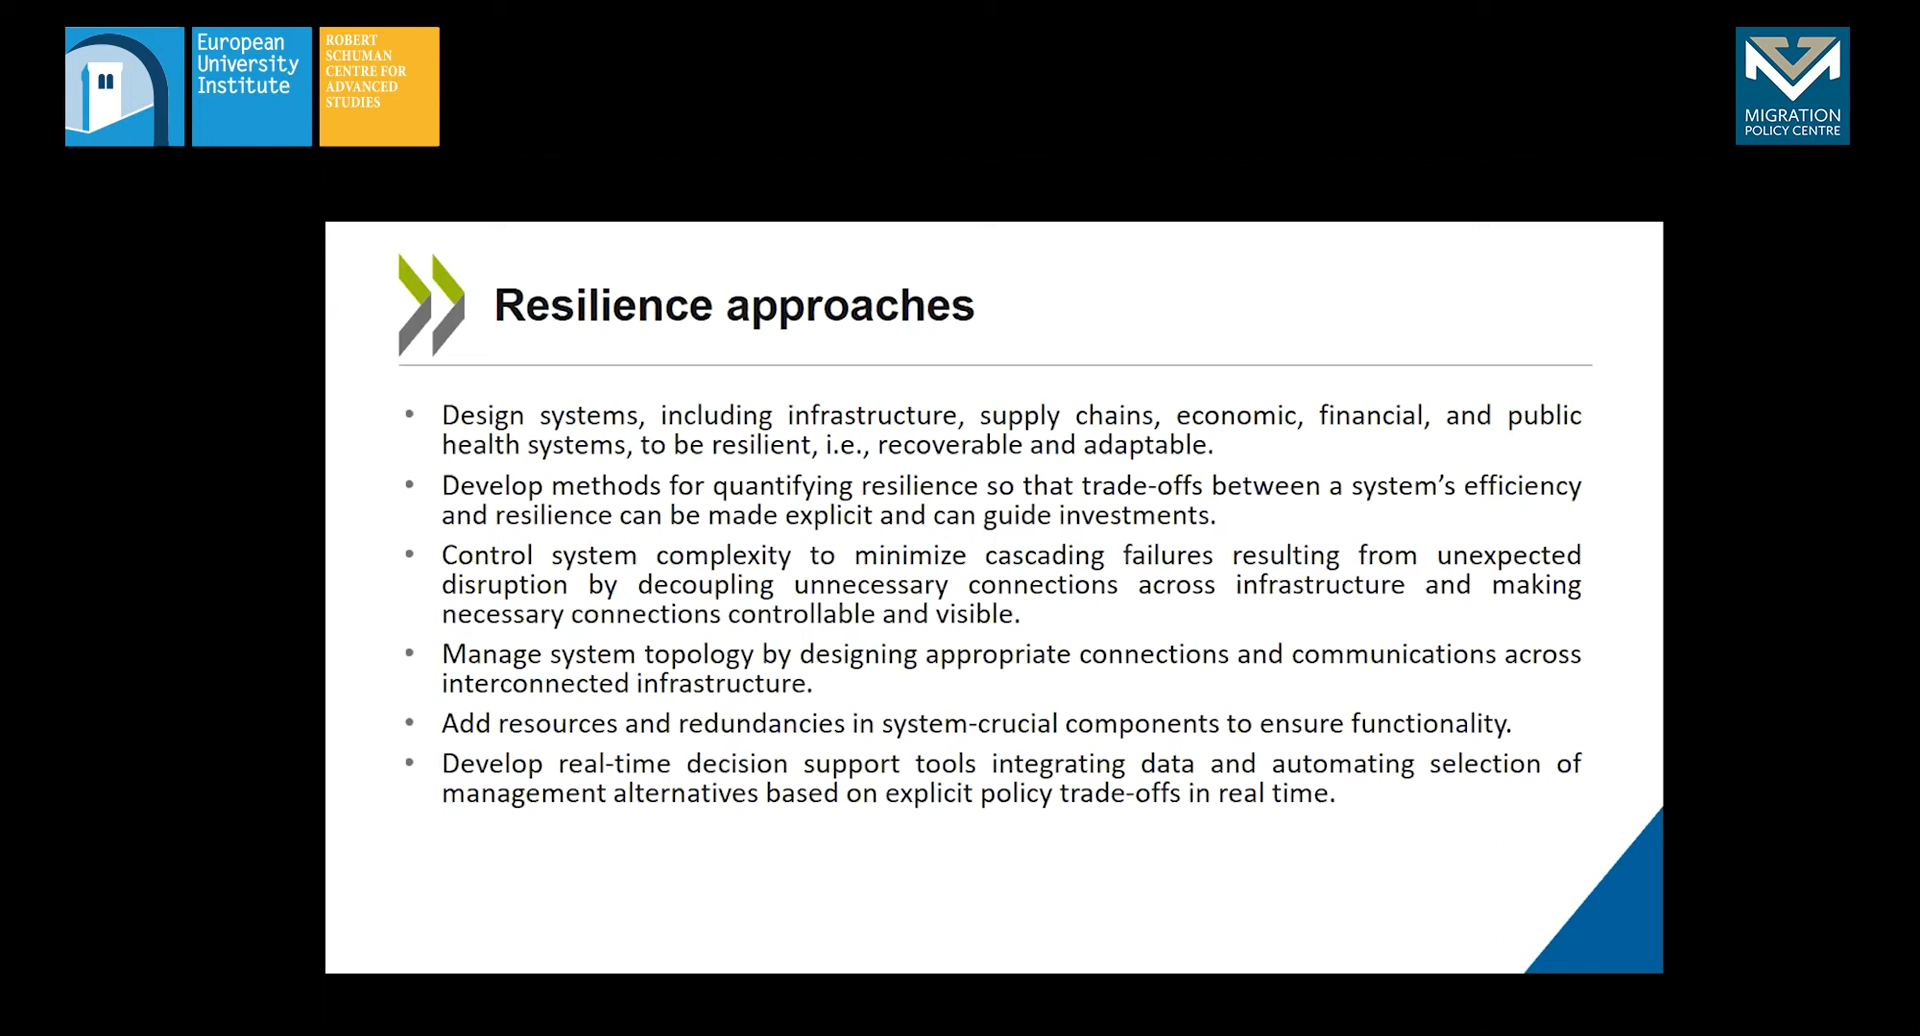 European
University
Institute
ROBERT
SCHUMAN
CENTRE FOR
ADVANCED
STUDIES
MIGRATION
POLICY CENTRE
Resilience approaches
• Design systems, including infrastructure, supply chains, economic, financial, and public
health systems, to be resilient, i.e., recoverable and adaptable.
• Develop methods for quantifying resilience so that trade-offs between a system’s efficiency
and resilience can be made explicit and can guide investments.
• Control system complexity to minimize cascading failures resulting from unexpected
disruption by decoupling unnecessary connections across infrastructure and making
necessary connections controllable and visible.
• Manage system topology by designing appropriate connections and communications across
interconnected infrastructure.
• Add resources and redundancies in system-crucial components to ensure functionality.
• Develop real-time decision support tools integrating data and automating selection of
management alternatives based on explicit policy trade-offs in real time.